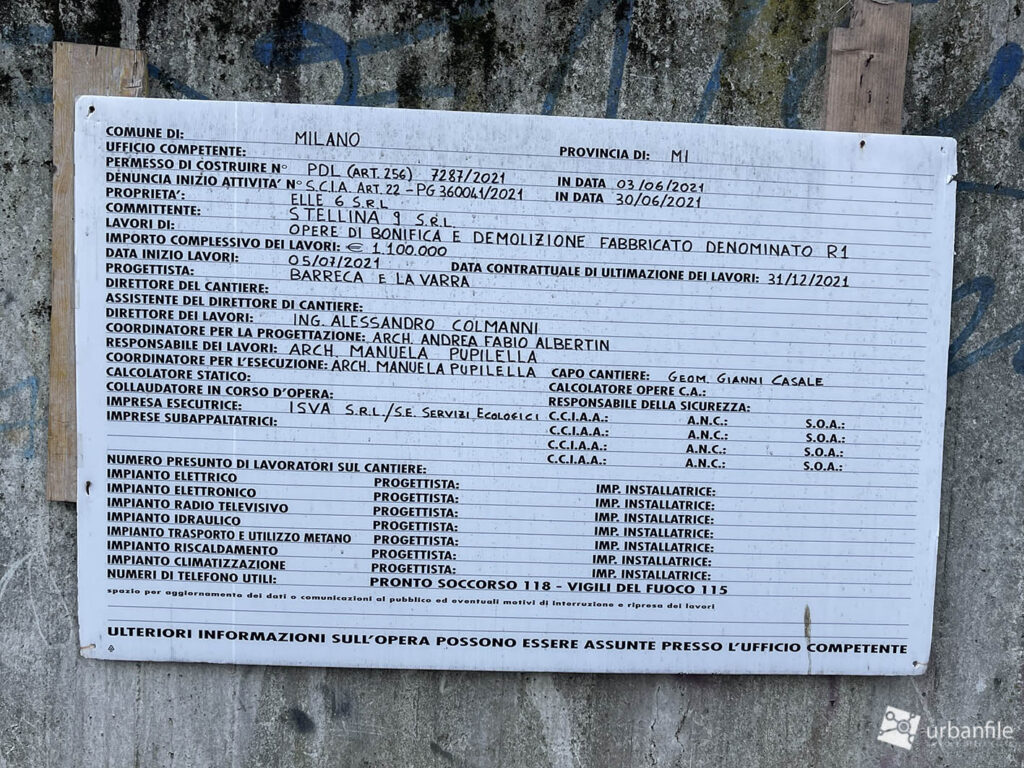 COMUNE DI: MILANO
UFFICIO COMPETENTE: PROVINCIA DI: MI
PERMESSO DI COSTRUIRE N° PDL (ART. 256) 7287/2021 IN DATA 03/06/2021
DENUNCIA INIZIO ATTIVITA' N° S.C.I.A. ART. 22 - PG 360041/2021 IN DATA 30/06/2021
PROPRIETA': ELLE 6 S.R.L
COMMITTENTE: STELLINA 9 S.R.L.
LAVORI DI: OPERE DI BONIFICA E DEMOLIZIONE FABBRICATO DENOMINATO R1
IMPORTO COMPLESSIVO DEI LAVORI: € 1.100.000
DATA INIZIO LAVORI: 05/07/2021 DATA CONTRATTUALE DI ULTIMAZIONE DEI LAVORI: 31/12/2021
PROGETTISTA: BARRECA E LA VARRA
DIRETTORE DEL CANTIERE:
ASSISTENTE DEL DIRETTORE DI CANTIERE:
DIRETTORE DEI LAVORI: ING. ALESSANDRO COLMANNI
COORDINATORE PER LA PROGETTAZIONE: ARCH. ANDREA FABIO ALBERTIN
RESPONSABILE DEI LAVORI: ARCH. MANUELA PUPILELLA
COORDINATORE PER L'ESECUZIONE: ARCH. MANUELA PUPILELLA CAPO CANTIERE: GEOM. GIANNI CASALE
CALCOLATORE STATICO: CALCOLATORE OPERE C.A.:
COLLAUDATORE IN CORSO D'OPERA: RESPONSABILE DELLA SICUREZZA:
IMPRESA ESECUTRICE: ISVA S.R.L./S.E. SERVIZI ECOLOGICI C.C.I.A.A.: A.N.C.: S.O.A.:
IMPRESE SUBAPPALTATRICI: C.C.I.A.A.: A.N.C.: S.O.A.:
C.C.I.A.A.: A.N.C.: S.O.A.:
C.C.I.A.A.: A.N.C.: S.O.A.:
NUMERO PRESUNTO DI LAVORATORI SUL CANTIERE:
IMPIANTO ELETTRICO PROGETTISTA: IMP. INSTALLATRICE:
IMPIANTO ELETTRONICO PROGETTISTA: IMP. INSTALLATRICE:
IMPIANTO RADIO TELEVISIVO PROGETTISTA: IMP. INSTALLATRICE:
IMPIANTO IDRAULICO PROGETTISTA: IMP. INSTALLATRICE:
IMPIANTO TRASPORTO E UTILIZZO METANO PROGETTISTA: IMP. INSTALLATRICE:
IMPIANTO RISCALDAMENTO PROGETTISTA: IMP. INSTALLATRICE:
IMPIANTO CLIMATIZZAZIONE PROGETTISTA: IMP. INSTALLATRICE:
NUMERI DI TELEFONO UTILI: PRONTO SOCCORSO 118 - VIGILI DEL FUOCO 115
spazio per aggiornamento dei dati o comunicazioni al pubblico ed eventuali motivi di interruzione e ripresa dei lavori
ULTERIORI INFORMAZIONI SULL'OPERA POSSONO ESSERE ASSUNTE PRESSO L'UFFICIO COMPETENTE
urbanfile